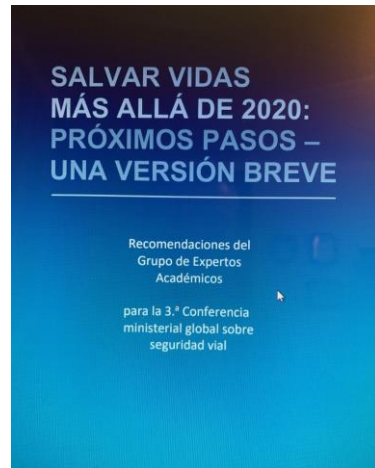 SALVAR VIDAS
MÁS ALLÁ DE 2020:
PRÓXIMOS PASOS –
UNA VERSIÓN BREVE
Recomendaciones del
Grupo de Expertos
Académicos
para la 3.ª Conferencia
ministerial global sobre
seguridad vial